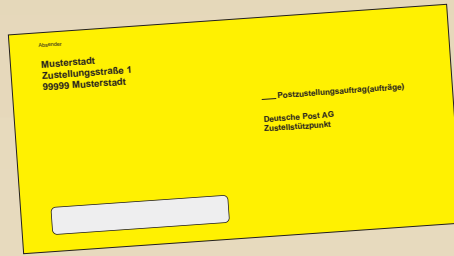 Absender
Musterstadt
Zustellungsstraße 1
99999 Musterstadt
___Postzustellungsauftrag(aufträge)
Deutsche Post AG
Zustellstützpunkt